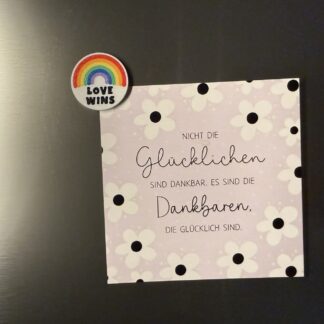 LOVE
WINS
NICHT DIE
Glücklichen
SIND DANKBAR. ES SIND DIE
Dankbaren,
DIE GLÜCKLICH SIND.